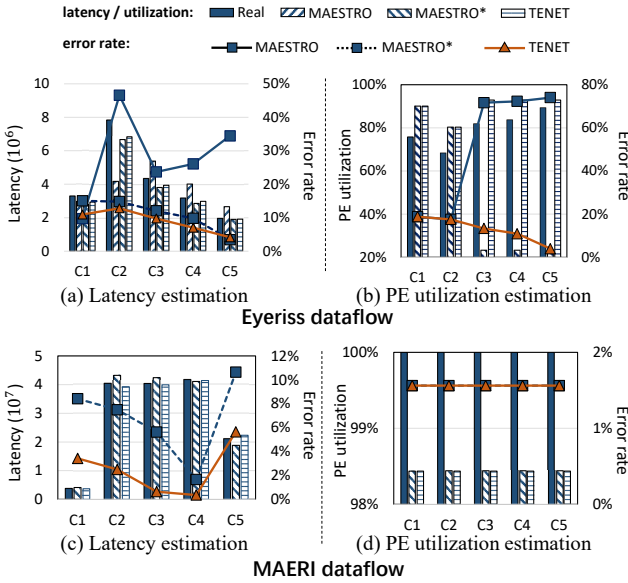 latency / utilization: Real MAESTRO MAESTRO* TENET
error rate: MAESTRO MAESTRO* TENET
Latency (10⁶)
10
8
6
4
2
0
50%
40%
30%
20%
10%
0%
Error rate
C1 C2 C3 C4 C5
(a) Latency estimation
PE utilization
100%
80%
60%
40%
20%
80%
60%
40%
20%
0%
Error rate
C1 C2 C3 C4 C5
(b) PE utilization estimation
Eyeriss dataflow
Latency (10⁷)
5
4
3
2
1
0
12%
10%
8%
6%
4%
2%
0%
Error rate
C1 C2 C3 C4 C5
(c) Latency estimation
PE utilization
100%
99%
98%
2%
1%
0%
Error rate
C1 C2 C3 C4 C5
(d) PE utilization estimation
MAERI dataflow